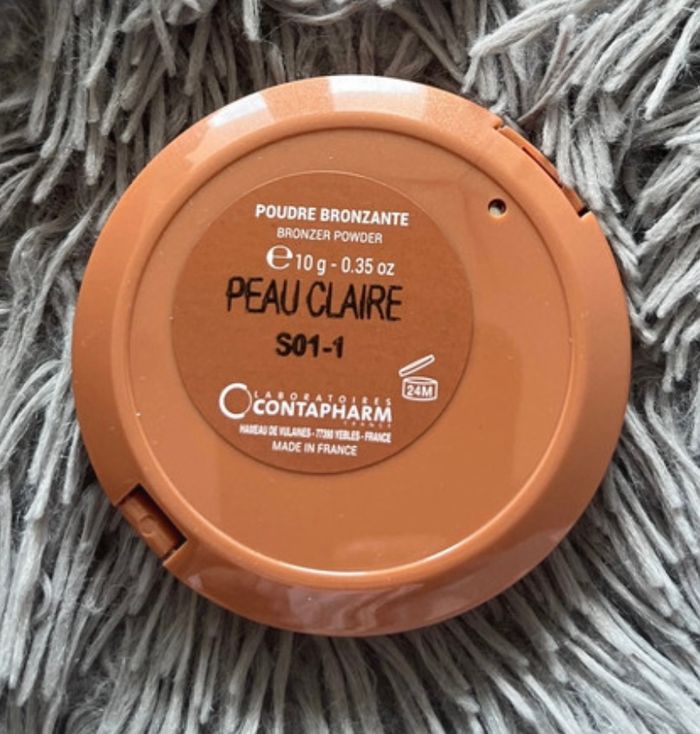 POUDRE BRONZANTE
BRONZER POWDER
℮ 10 g - 0.35 oz
PEAU CLAIRE
S01-1
24M
LABORATOIRES
CONTAPHARM
FRANCE
HAMEAU DE VULAINES - 77390 YEBLES - FRANCE
MADE IN FRANCE